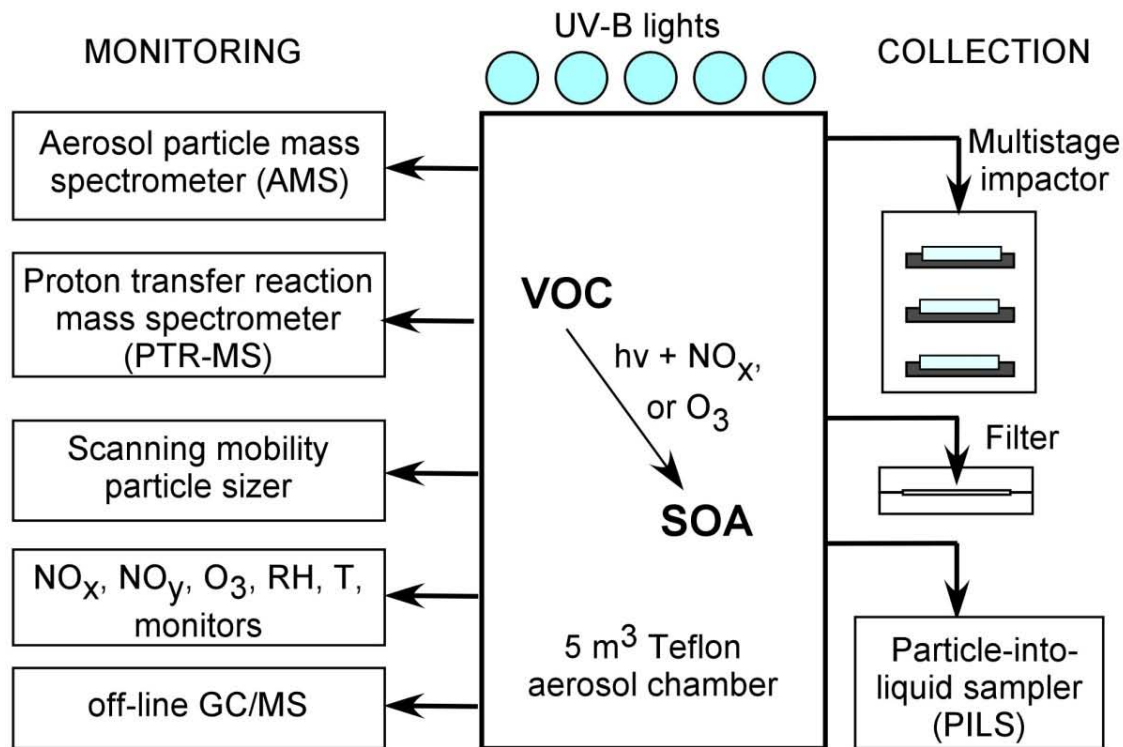 MONITORING
UV-B lights
COLLECTION
Aerosol particle mass
spectrometer (AMS)
Proton transfer reaction
mass spectrometer
(PTR-MS)
Scanning mobility
particle sizer
NOx, NOy, O3, RH, T,
monitors
off-line GC/MS
VOC
hν + NOx,
or O3
SOA
5 m³ Teflon
aerosol chamber
Multistage
impactor
Filter
Particle-into-
liquid sampler
(PILS)